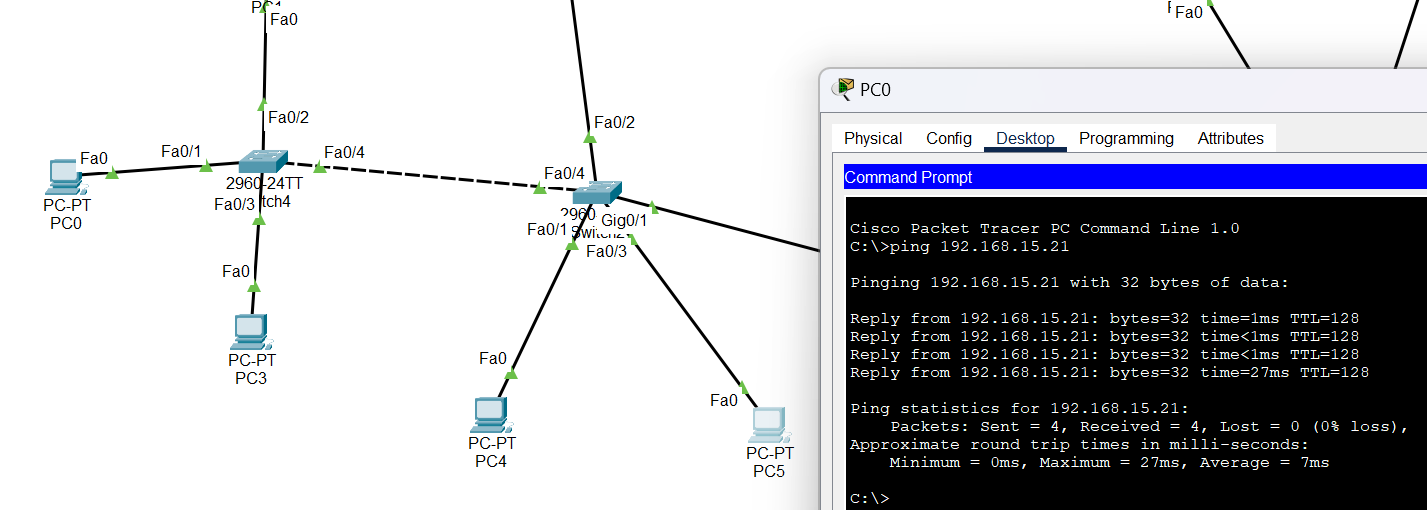 PC1
Fa0
Fa0/2
Fa0
Fa0/1
Fa0/4
2960-24TT
tch4
PC-PT
PC0
Fa0/3
Fa0
PC-PT
PC3
Fa0/2
Fa0/4
2960
Gig0/1
Fa0/1
Fa0/3
Fa0
PC-PT
PC4
Fa0
PC-PT
PC5
Fa0
PC0
Physical Config Desktop Programming Attributes
Command Prompt
Cisco Packet Tracer PC Command Line 1.0
C:\>ping 192.168.15.21
Pinging 192.168.15.21 with 32 bytes of data:
Reply from 192.168.15.21: bytes=32 time=1ms TTL=128
Reply from 192.168.15.21: bytes=32 time<1ms TTL=128
Reply from 192.168.15.21: bytes=32 time<1ms TTL=128
Reply from 192.168.15.21: bytes=32 time=27ms TTL=128
Ping statistics for 192.168.15.21:
Packets: Sent = 4, Received = 4, Lost = 0 (0% loss),
Approximate round trip times in milli-seconds:
Minimum = 0ms, Maximum = 27ms, Average = 7ms
C:\>